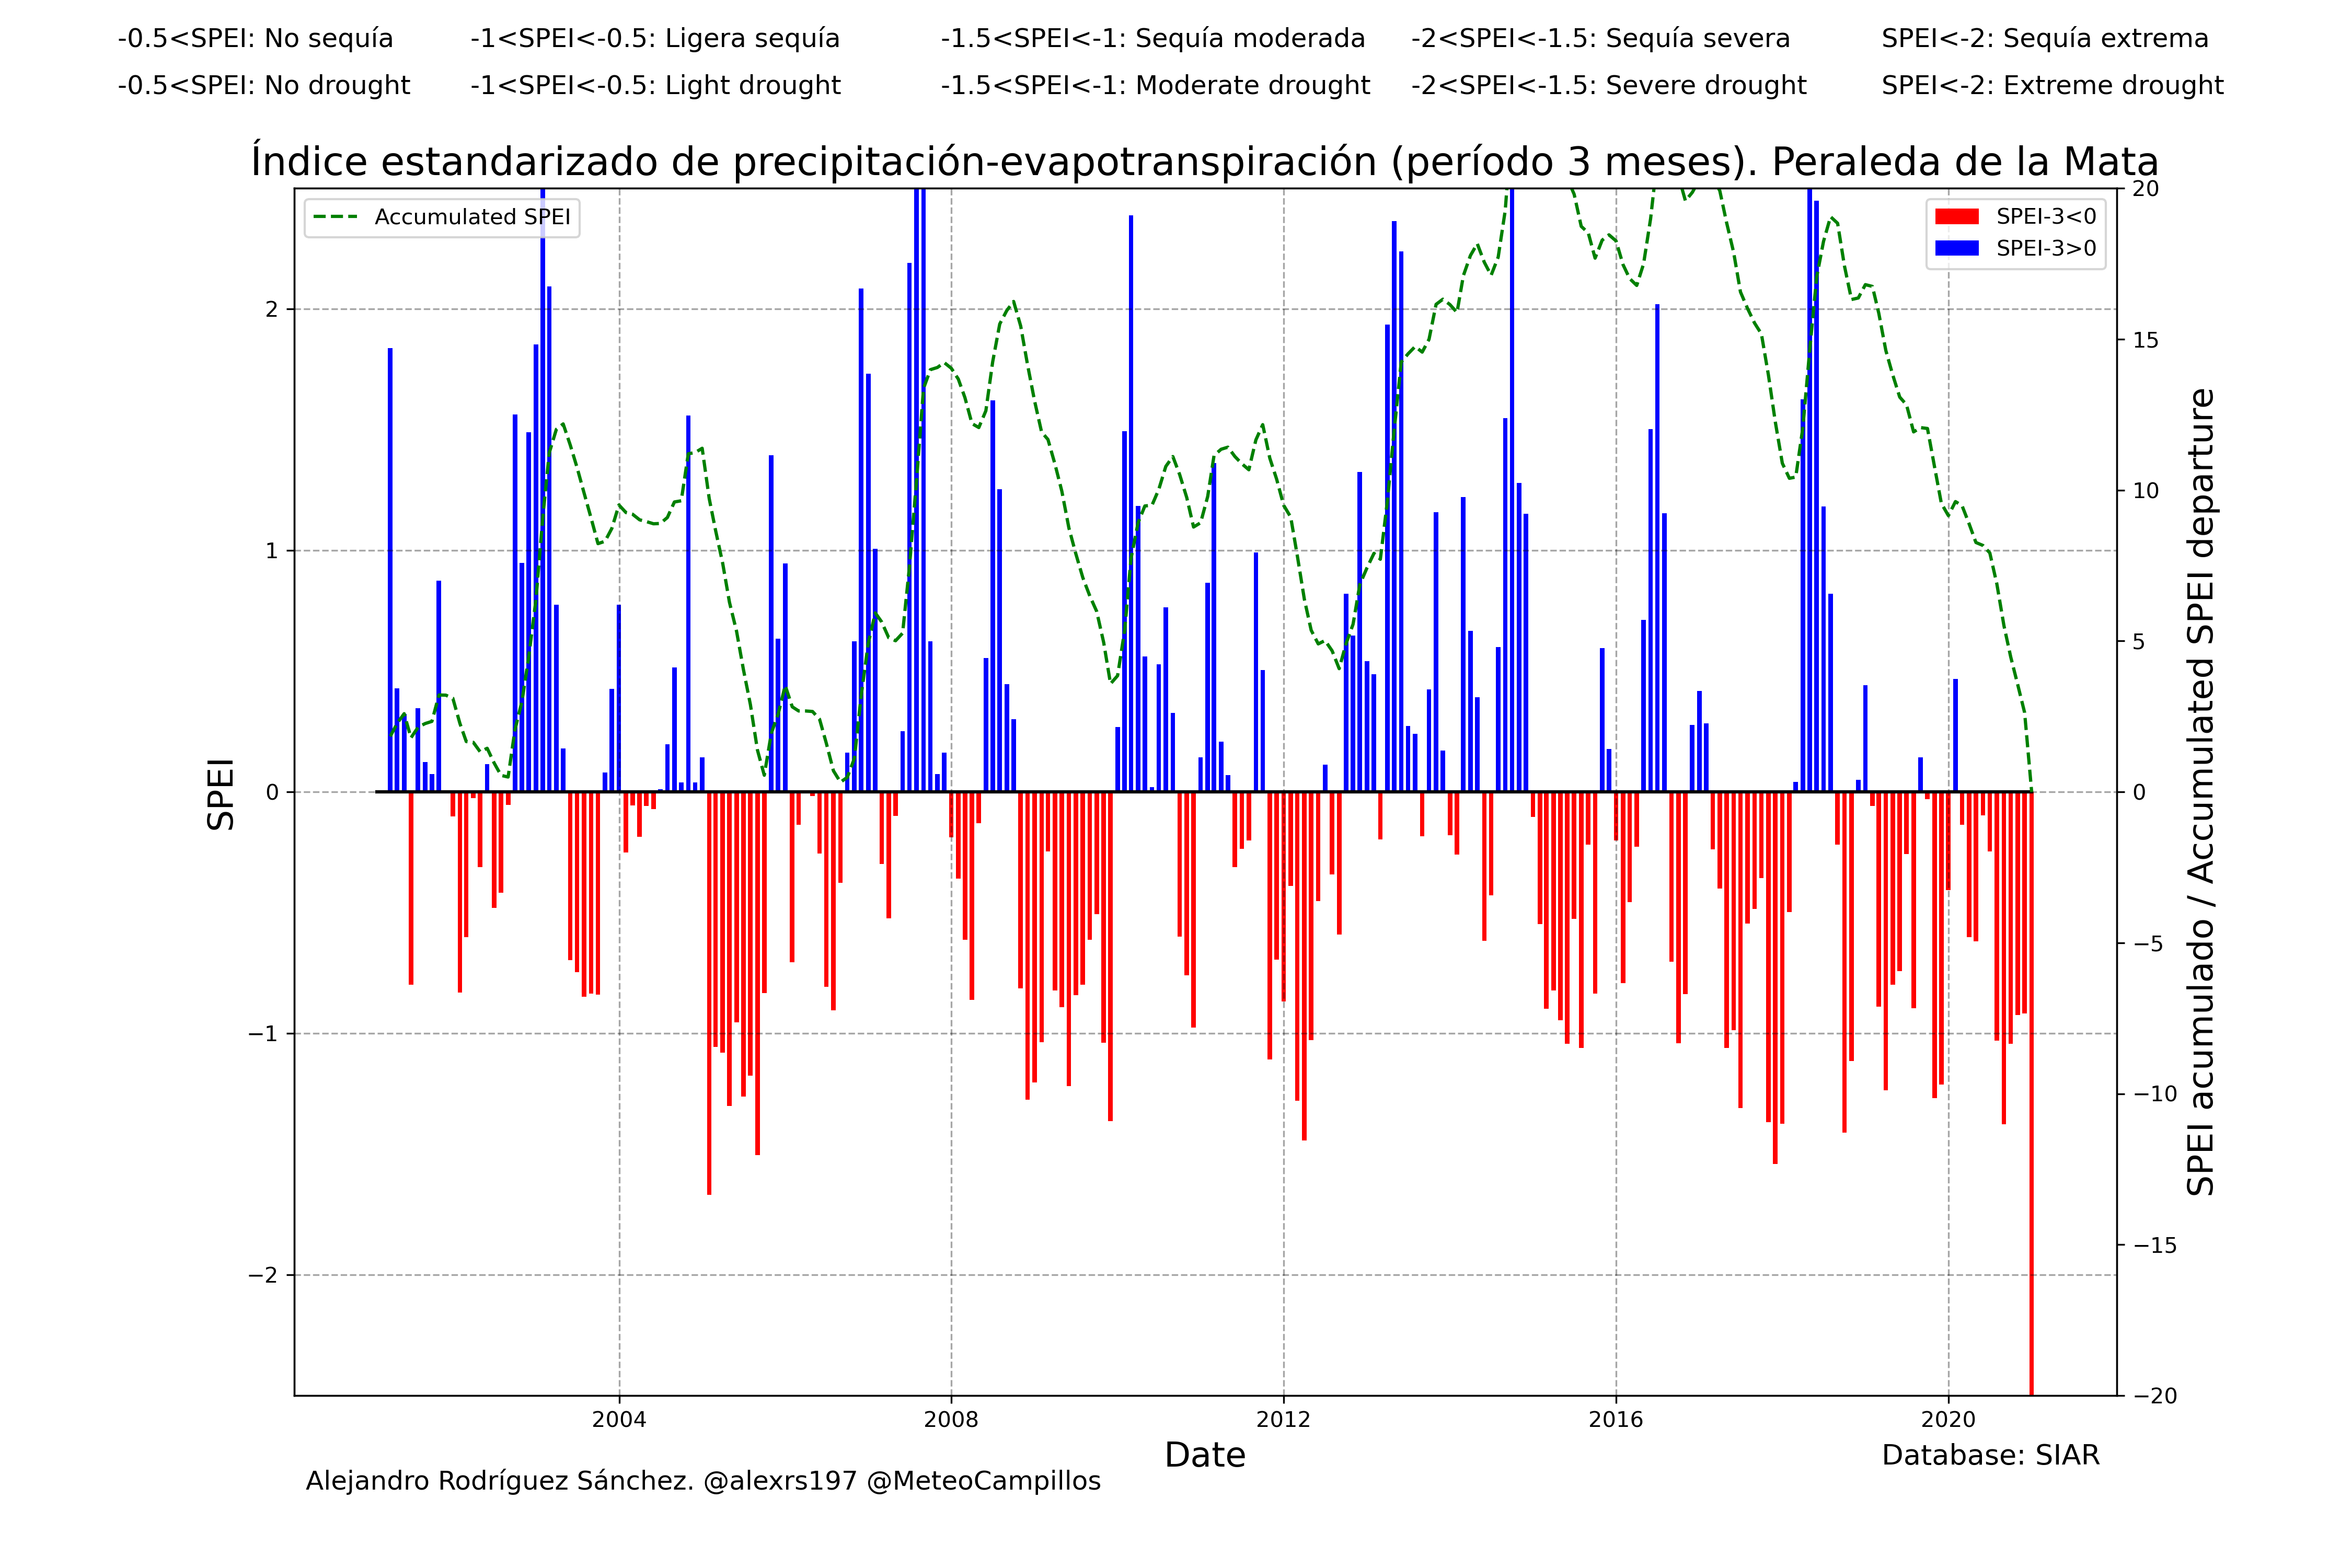 -0.5<SPEI: No sequía -1<SPEI<-0.5: Ligera sequía -1.5<SPEI<-1: Sequía moderada -2<SPEI<-1.5: Sequía severa SPEI<-2: Sequía extrema
-0.5<SPEI: No drought -1<SPEI<-0.5: Light drought -1.5<SPEI<-1: Moderate drought -2<SPEI<-1.5: Severe drought SPEI<-2: Extreme drought
Índice estandarizado de precipitación-evapotranspiración (período 3 meses). Peraleda de la Mata
Accumulated SPEI
SPEI-3<0
SPEI-3>0
SPEI
2
1
0
−1
−2
20
15
10
5
0
−5
−10
−15
−20
SPEI acumulado / Accumulated SPEI departure
2004 2008 2012 2016 2020
Date
Database: SIAR
Alejandro Rodríguez Sánchez. @alexrs197 @MeteoCampillos